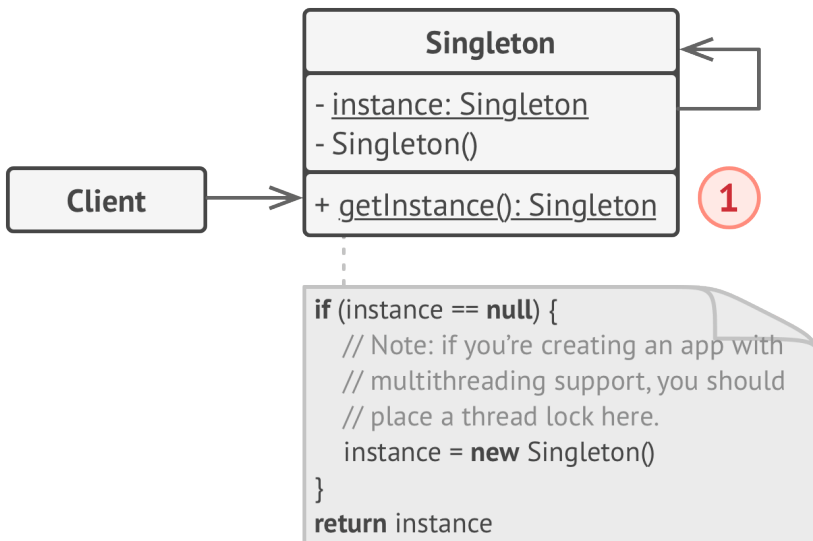 Singleton
- instance: Singleton
- Singleton()
Client
+ getInstance(): Singleton
1
if (instance == null) {
// Note: if you’re creating an app with
// multithreading support, you should
// place a thread lock here.
instance = new Singleton()
}
return instance